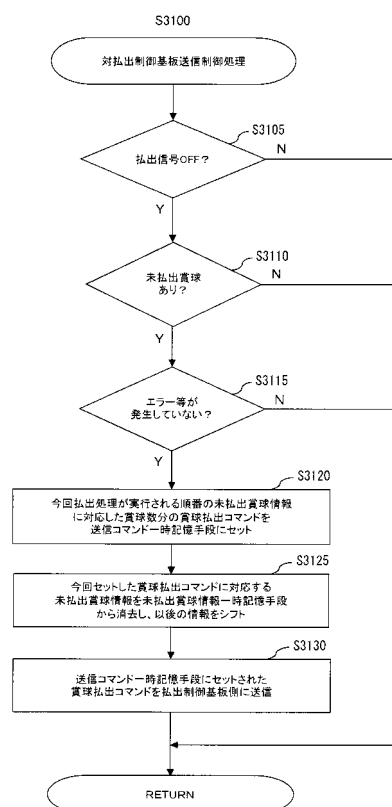 S3100
対払出制御基板送信制御処理
S3105
払出信号OFF?
N
Y
S3110
未払出賞球
あり?
N
Y
S3115
エラー等が
発生していない?
N
Y
S3120
今回払出処理が実行される順番の未払出賞球情報
に対応した賞球数分の賞球払出コマンドを
送信コマンド一時記憶手段にセット
S3125
今回セットした賞球払出コマンドに対応する
未払出賞球情報を未払出賞球情報一時記憶手段
から消去し、以後の情報をシフト
S3130
送信コマンド一時記憶手段にセットされた
賞球払出コマンドを払出制御基板側に送信
RETURN